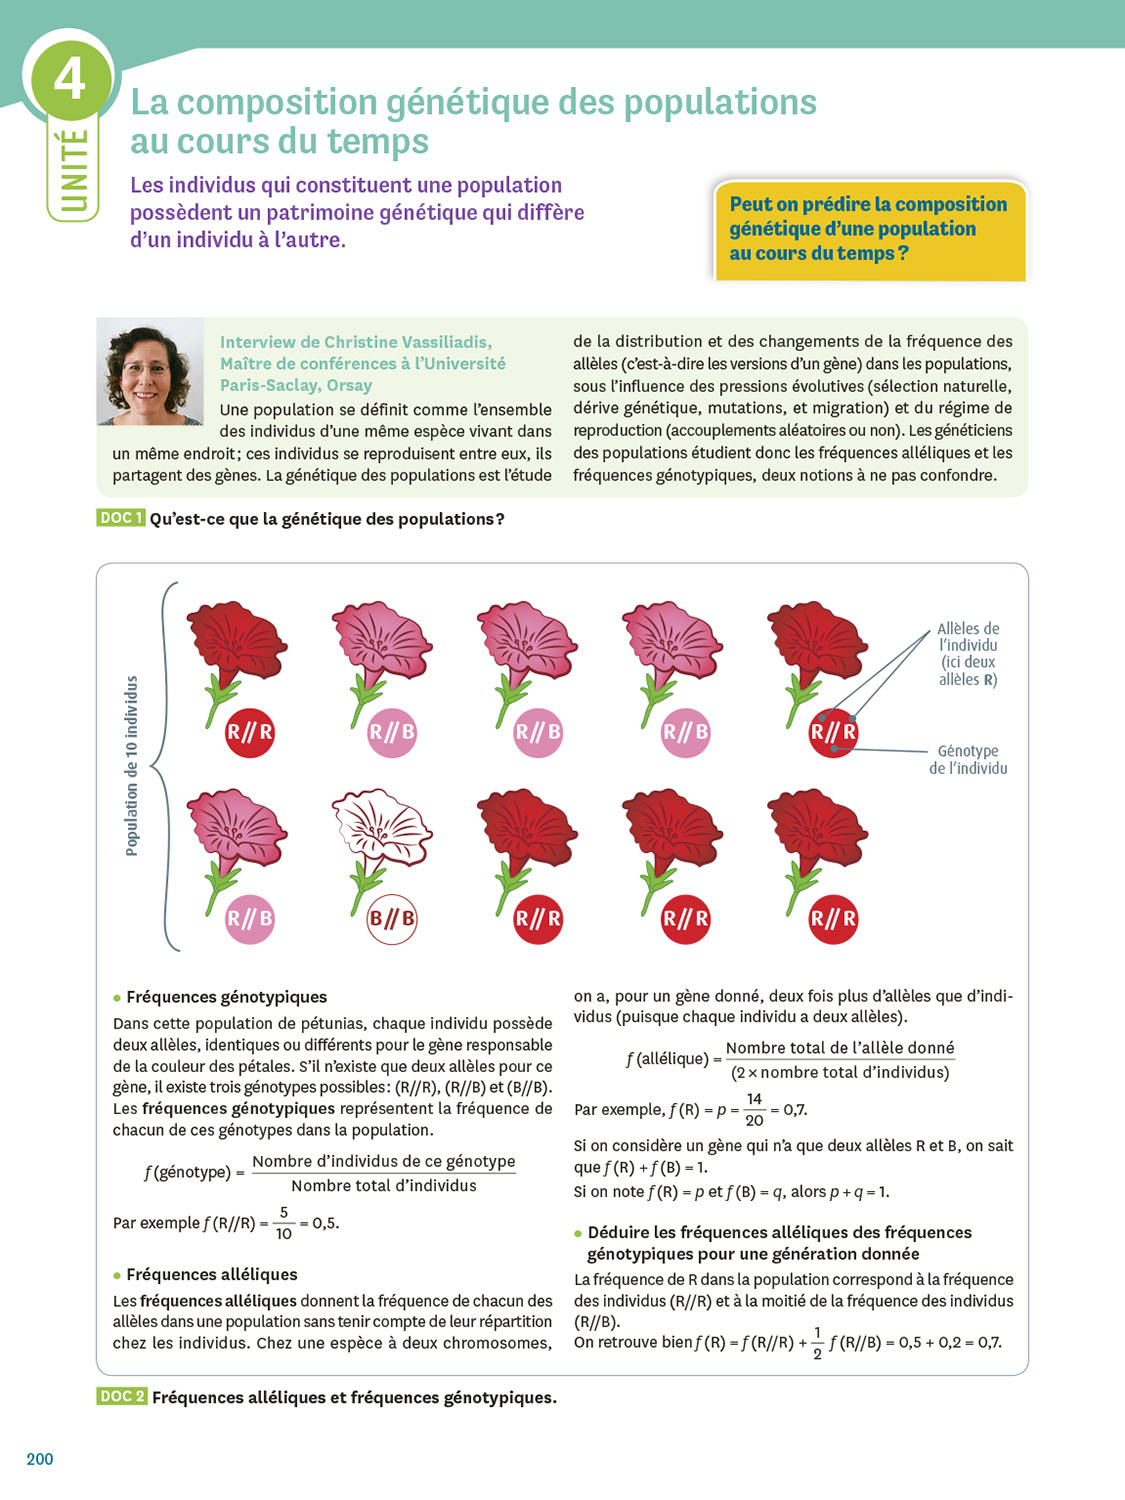 4
UNITÉ
La composition génétique des populations
au cours du temps
Les individus qui constituent une population
possèdent un patrimoine génétique qui diffère
d’un individu à l’autre.
Peut on prédire la composition
génétique d’une population
au cours du temps ?
Interview de Christine Vassiliadis,
Maître de conférences à l’Université
Paris-Saclay, Orsay
Une population se définit comme l’ensemble
des individus d’une même espèce vivant dans
un même endroit ; ces individus se reproduisent entre eux, ils
partagent des gènes. La génétique des populations est l’étude
de la distribution et des changements de la fréquence des
allèles (c’est-à-dire les versions d’un gène) dans les populations,
sous l’influence des pressions évolutives (sélection naturelle,
dérive génétique, mutations, et migration) et du régime de
reproduction (accouplements aléatoires ou non). Les généticiens
des populations étudient donc les fréquences alléliques et les
fréquences génotypiques, deux notions à ne pas confondre.
DOC 1 Qu’est-ce que la génétique des populations ?
Population de 10 individus
R//R R//B R//B R//B R//R
Allèles de
l’individu
(ici deux
allèles R)
Génotype
de l’individu
R//B B//B R//R R//R R//R
• Fréquences génotypiques
Dans cette population de pétunias, chaque individu possède
deux allèles, identiques ou différents pour le gène responsable
de la couleur des pétales. S’il n’existe que deux allèles pour ce
gène, il existe trois génotypes possibles : (R//R), (R//B) et (B//B).
Les fréquences génotypiques représentent la fréquence de
chacun de ces génotypes dans la population.
f (génotype) = Nombre d’individus de ce génotype
Nombre total d’individus
Par exemple f (R//R) = 5/10 = 0,5.
• Fréquences alléliques
Les fréquences alléliques donnent la fréquence de chacun des
allèles dans une population sans tenir compte de leur répartition
chez les individus. Chez une espèce à deux chromosomes,
on a, pour un gène donné, deux fois plus d’allèles que d’indi-
vidus (puisque chaque individu a deux allèles).
f (allélique) = Nombre total de l’allèle donné
(2 × nombre total d’individus)
Par exemple, f (R) = p = 14/20 = 0,7.
Si on considère un gène qui n’a que deux allèles R et B, on sait
que f (R) + f (B) = 1.
Si on note f (R) = p et f (B) = q, alors p + q = 1.
• Déduire les fréquences alléliques des fréquences
génotypiques pour une génération donnée
La fréquence de R dans la population correspond à la fréquence
des individus (R//R) et à la moitié de la fréquence des individus
(R//B).
On retrouve bien f (R) = f (R//R) + 1/2 f (R//B) = 0,5 + 0,2 = 0,7.
DOC 2 Fréquences alléliques et fréquences génotypiques.
200